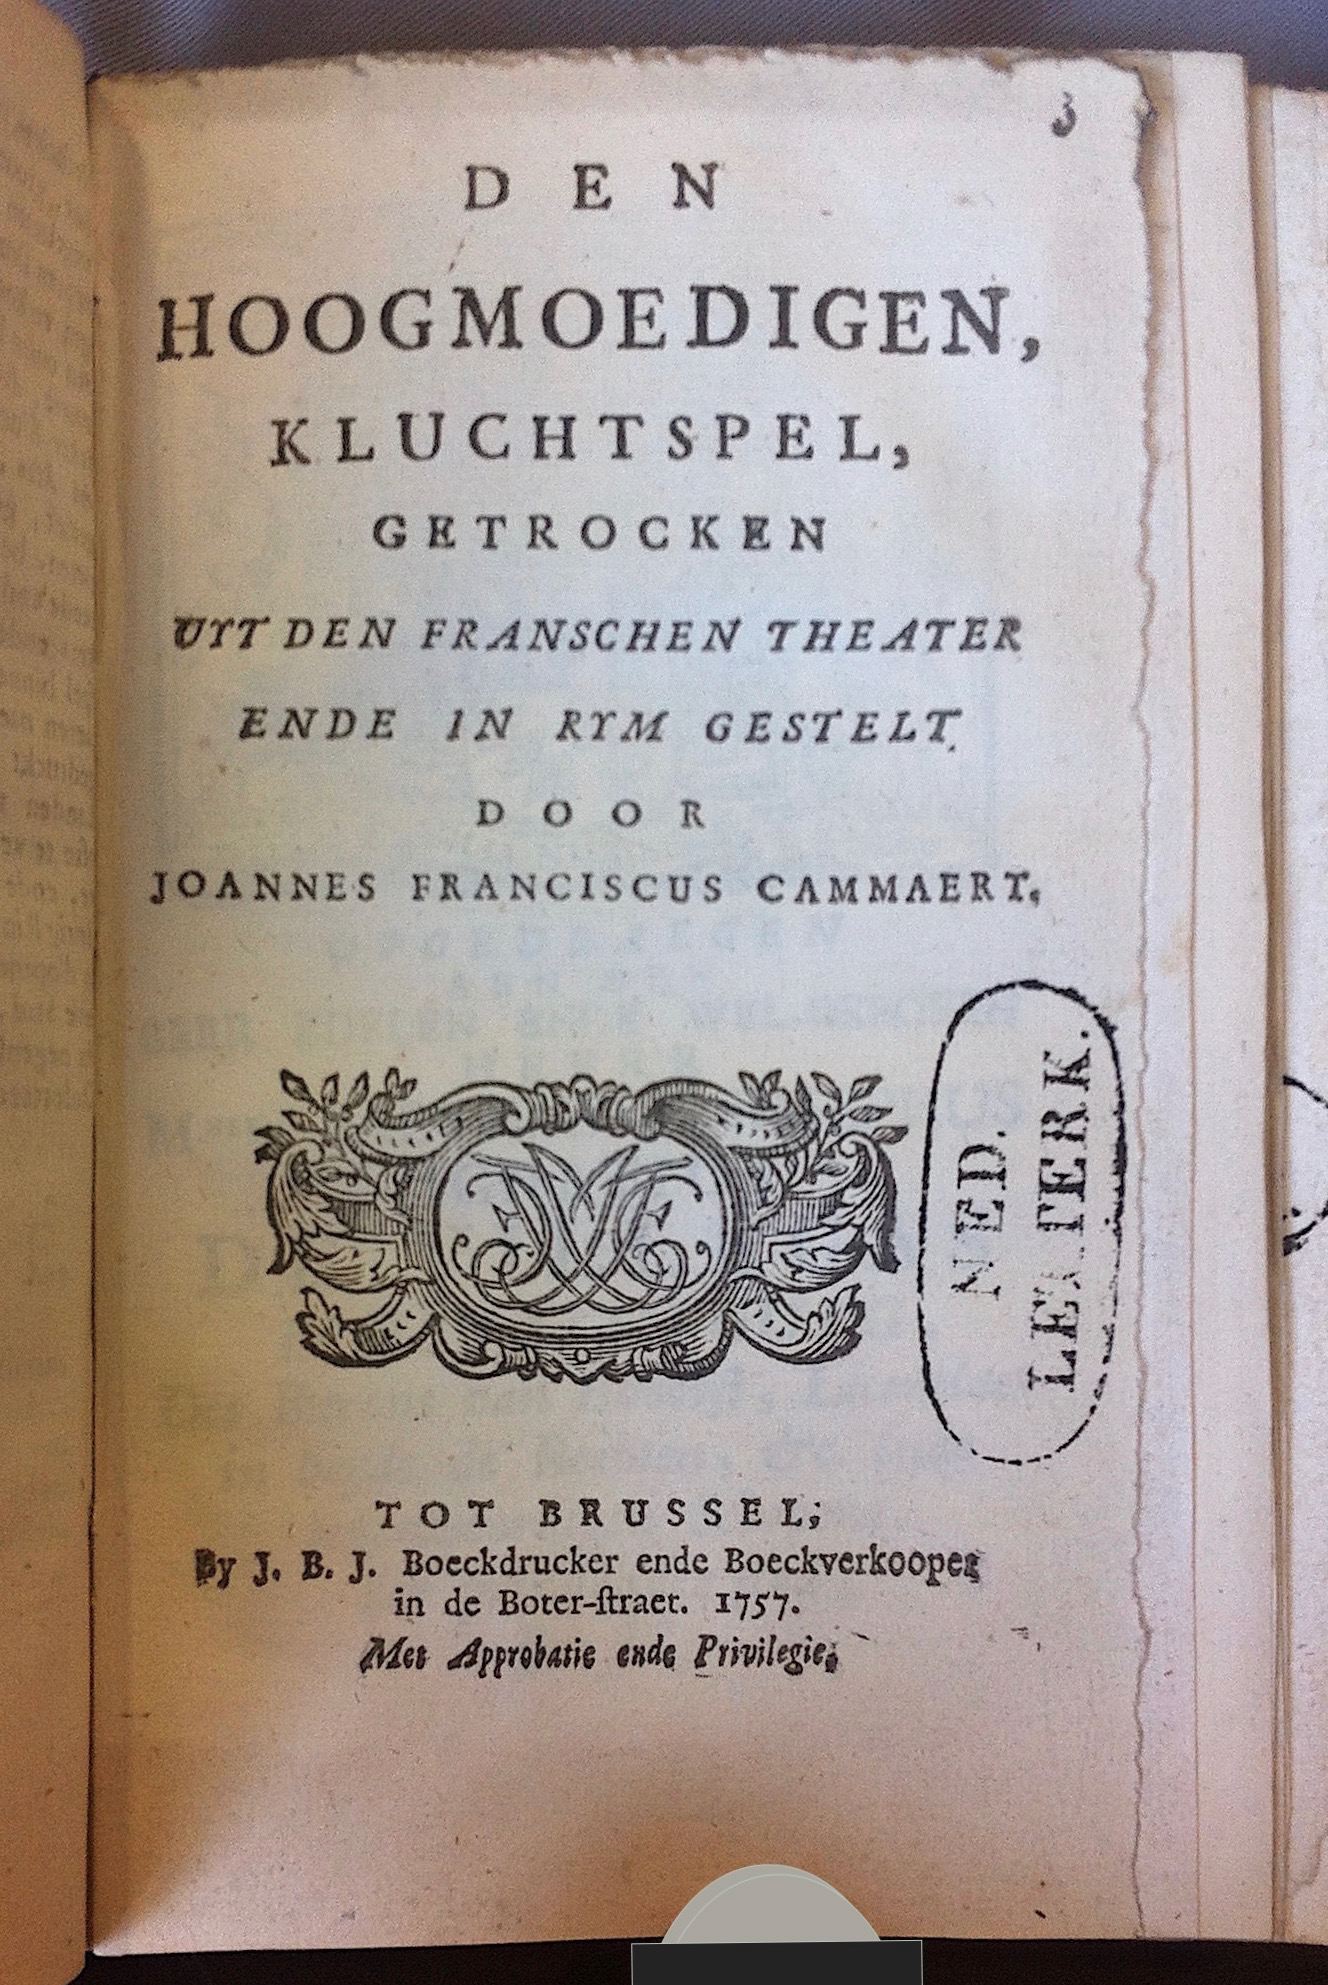 3
DEN
HOOGMOEDIGEN,
KLUCHTSPEL,
GETROCKEN
UYT DEN FRANSCHEN THEATER
ENDE IN RYM GESTELT
DOOR
JOANNES FRANCISCUS CAMMAERT.
NED.
LETTERK.
TOT BRUSSEL;
By J. B. J. Boeckdrucker ende Boeckverkooper
in de Boter-ſtraet. 1757.
Met Approbatie ende Privilegie.